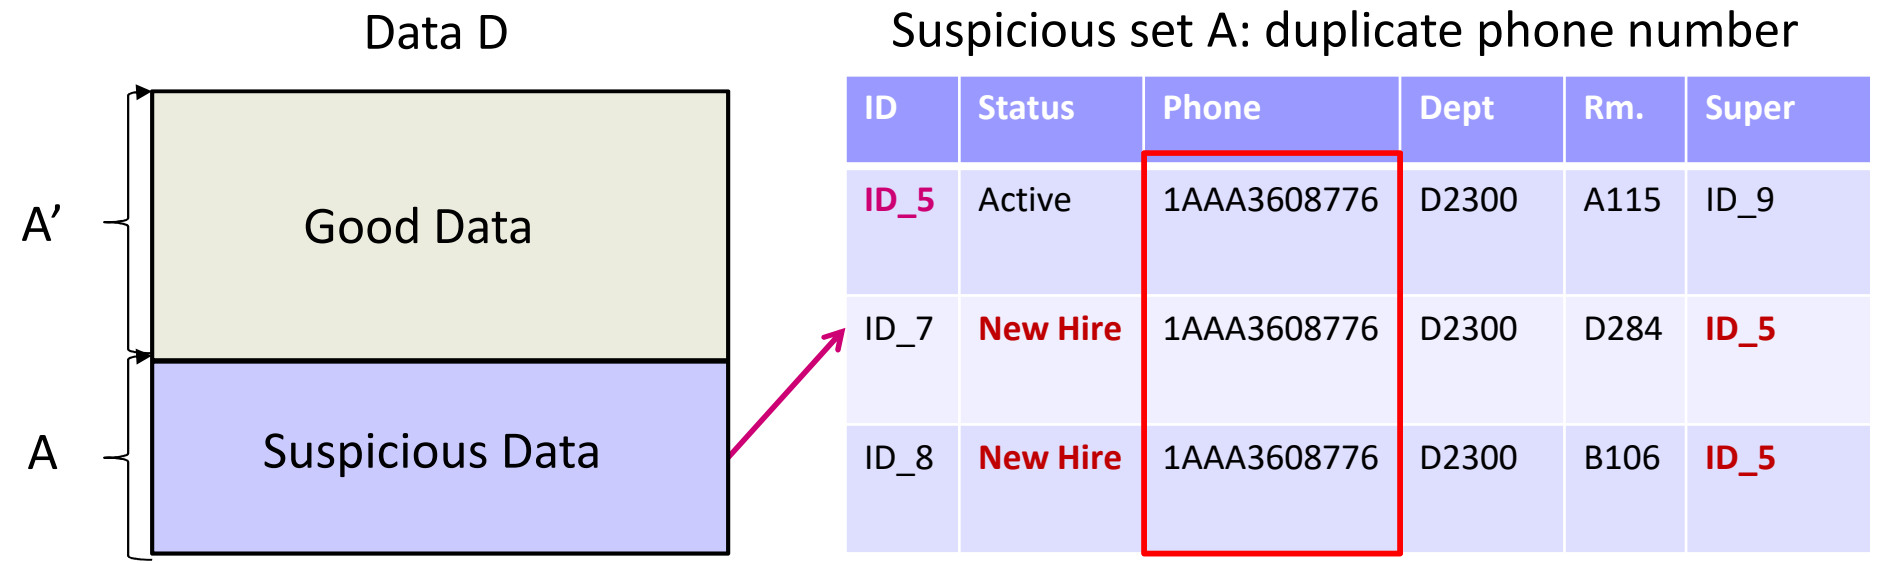 Data D
A’
Good Data
A
Suspicious Data
Suspicious set A: duplicate phone number
ID Status Phone Dept Rm. Super
ID_5 Active 1AAA3608776 D2300 A115 ID_9
ID_7 New Hire 1AAA3608776 D2300 D284 ID_5
ID_8 New Hire 1AAA3608776 D2300 B106 ID_5